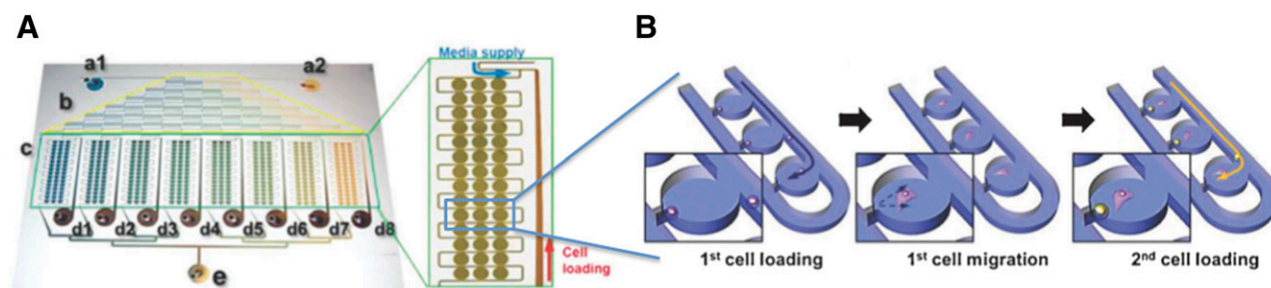 A
B
a1
a2
b
c
d1
d2
d3
d4
d5
d6
d7
d8
e
Media supply
Cell
loading
1st cell loading
1st cell migration
2nd cell loading